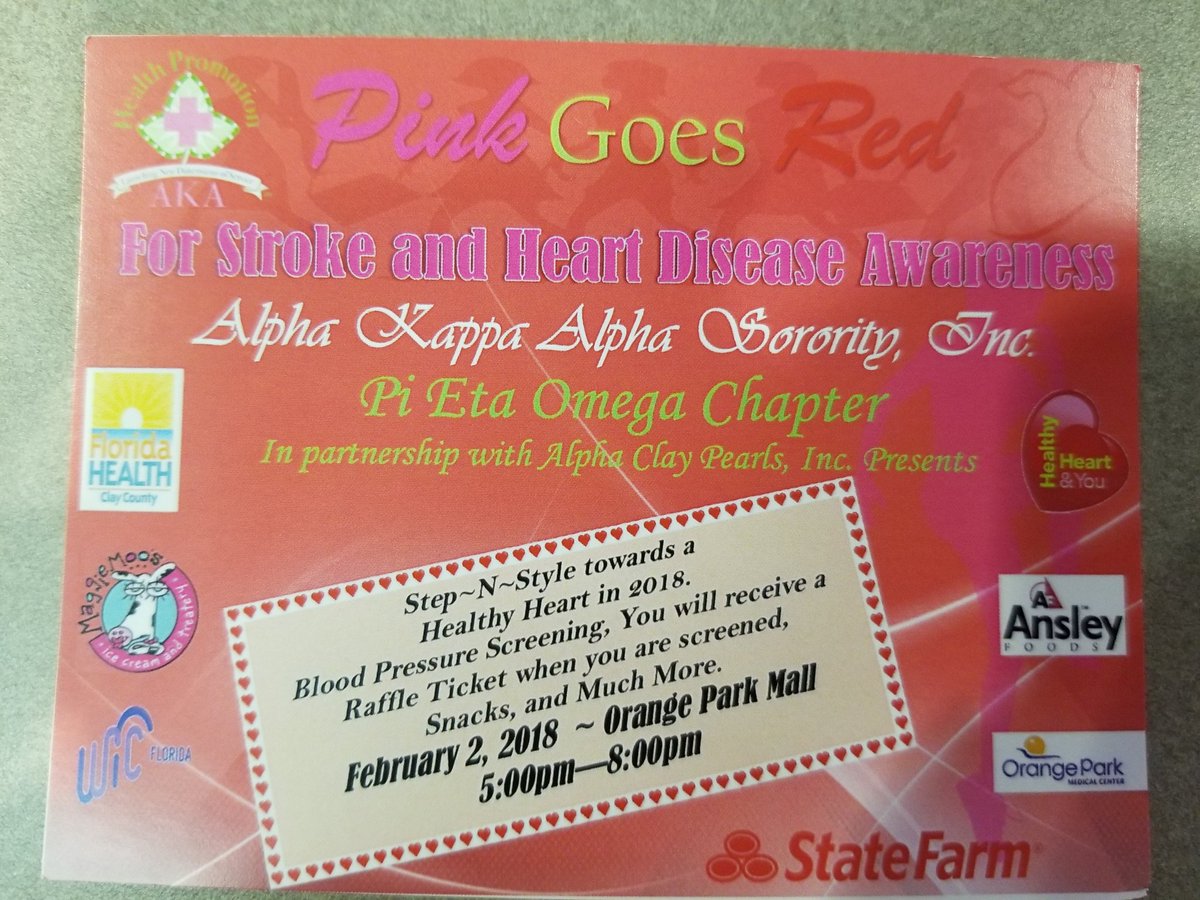 Health Promotion
AKA
Pink Goes Red
For Stroke and Heart Disease Awareness
Alpha Kappa Alpha Sorority, Inc.
Pi Eta Omega Chapter
In partnership with Alpha Clay Pearls, Inc. Presents
Florida
HEALTH
Clay County
Healthy
Heart
& You
Step~N~Style towards a
Healthy Heart in 2018.
Blood Pressure Screening, You will receive a
Raffle Ticket when you are screened,
Snacks, and Much More.
February 2, 2018 ~ Orange Park Mall
5:00pm—8:00pm
MaggieMoo's
ice cream and treatery
Ansley
FOODS
WIC FLORIDA
Orange Park
MEDICAL CENTER
State Farm